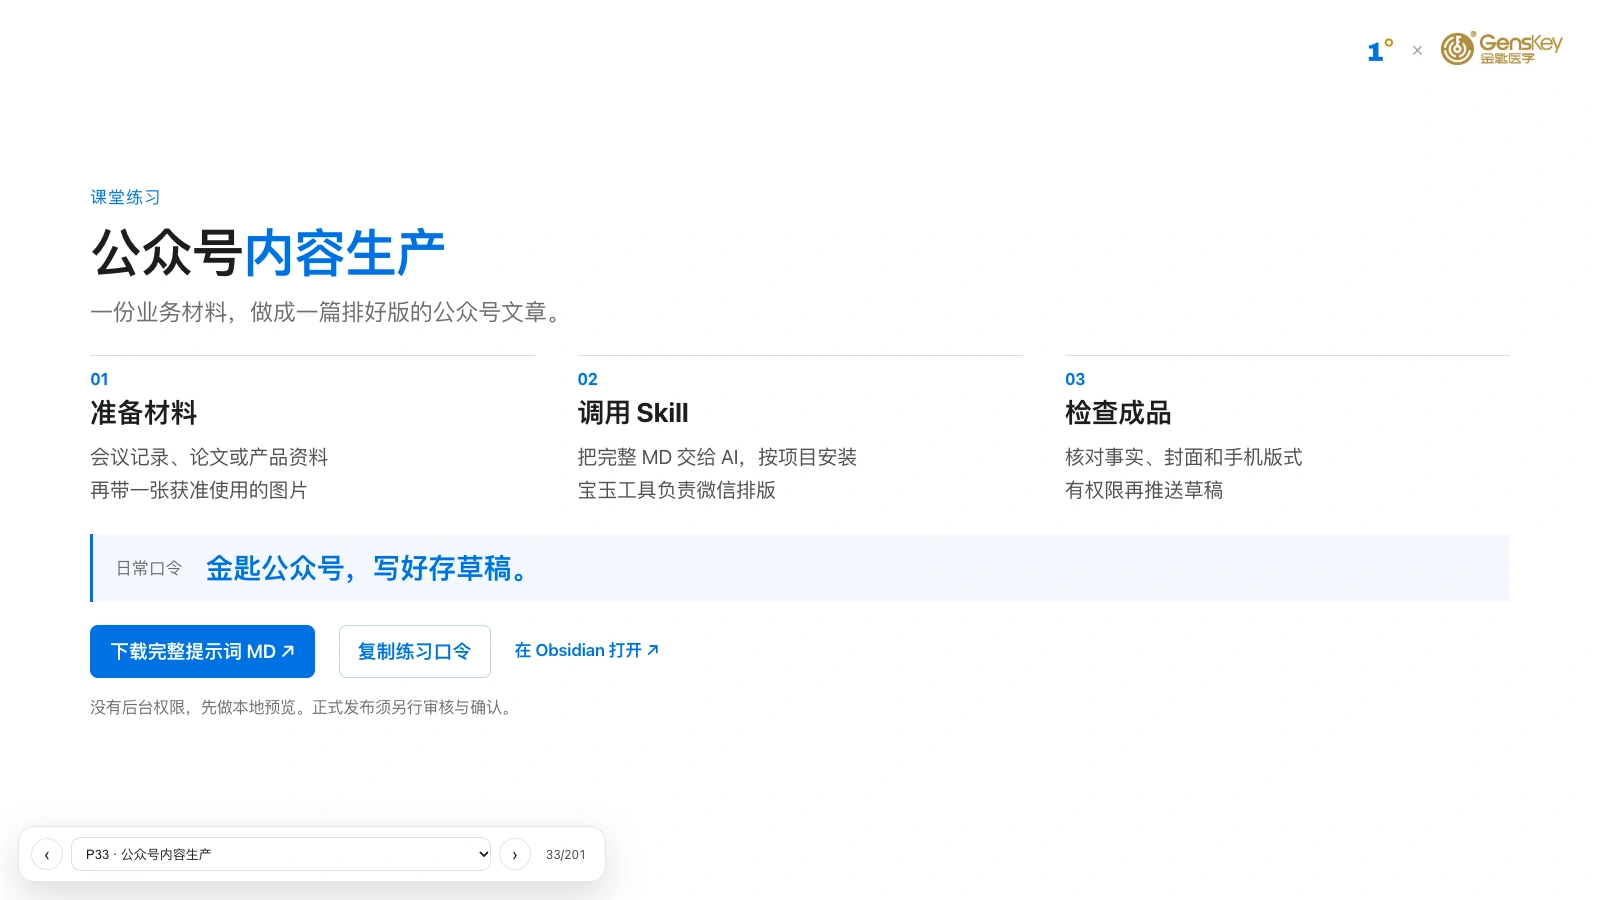 1° × GensKey®
金匙医学
课堂练习
公众号内容生产
一份业务材料，做成一篇排好版的公众号文章。
01
准备材料
会议记录、论文或产品资料
再带一张获准使用的图片
02
调用 Skill
把完整 MD 交给 AI，按项目安装
宝玉工具负责微信排版
03
检查成品
核对事实、封面和手机版式
有权限再推送草稿
日常口令 金匙公众号，写好存草稿。
下载完整提示词 MD ↗ 复制练习口令 在 Obsidian 打开 ↗
没有后台权限，先做本地预览。正式发布须另行审核与确认。
‹ P33 · 公众号内容生产 › 33/201